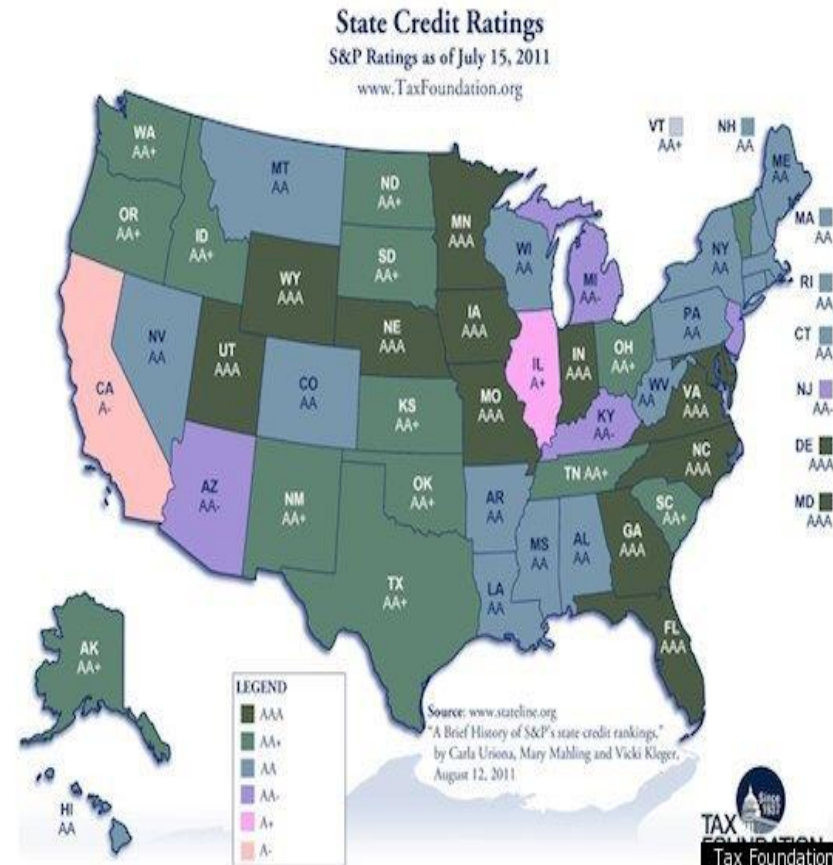 State Credit Ratings
S&P Ratings as of July 15, 2011
www.TaxFoundation.org
VT
AA+
NH
AA
WA
AA+
MT
AA
ND
AA+
MN
AAA
ME
AA
OR
AA+
ID
AA+
SD
AA+
WI
AA
MI
AA-
NY
AA
MA
AA
WY
AAA
RI
AA
IA
AAA
PA
AA
NV
AA
UT
AAA
NE
AAA
IL
A+
IN
AAA
OH
AA+
CT
AA
CA
A-
CO
AA
KS
AA+
MO
AAA
WV
AA
VA
AAA
NJ
AA-
KY
AA-
DE
AAA
NC
AAA
AZ
AA-
NM
AA+
OK
AA+
TN AA+
AR
AA
SC
AA+
MD
AAA
MS
AA
AL
AA
GA
AAA
TX
AA+
LA
AA
FL
AAA
AK
AA+
HI
AA
LEGEND
AAA
AA+
AA
AA-
A+
A-
Source: www.stateline.org
"A Brief History of S&P's state credit rankings,"
by Carla Uriona, Mary Mahling and Vicki Kleger,
August 12, 2011
Since
1937
TAX
FOUNDATION
Tax Foundation